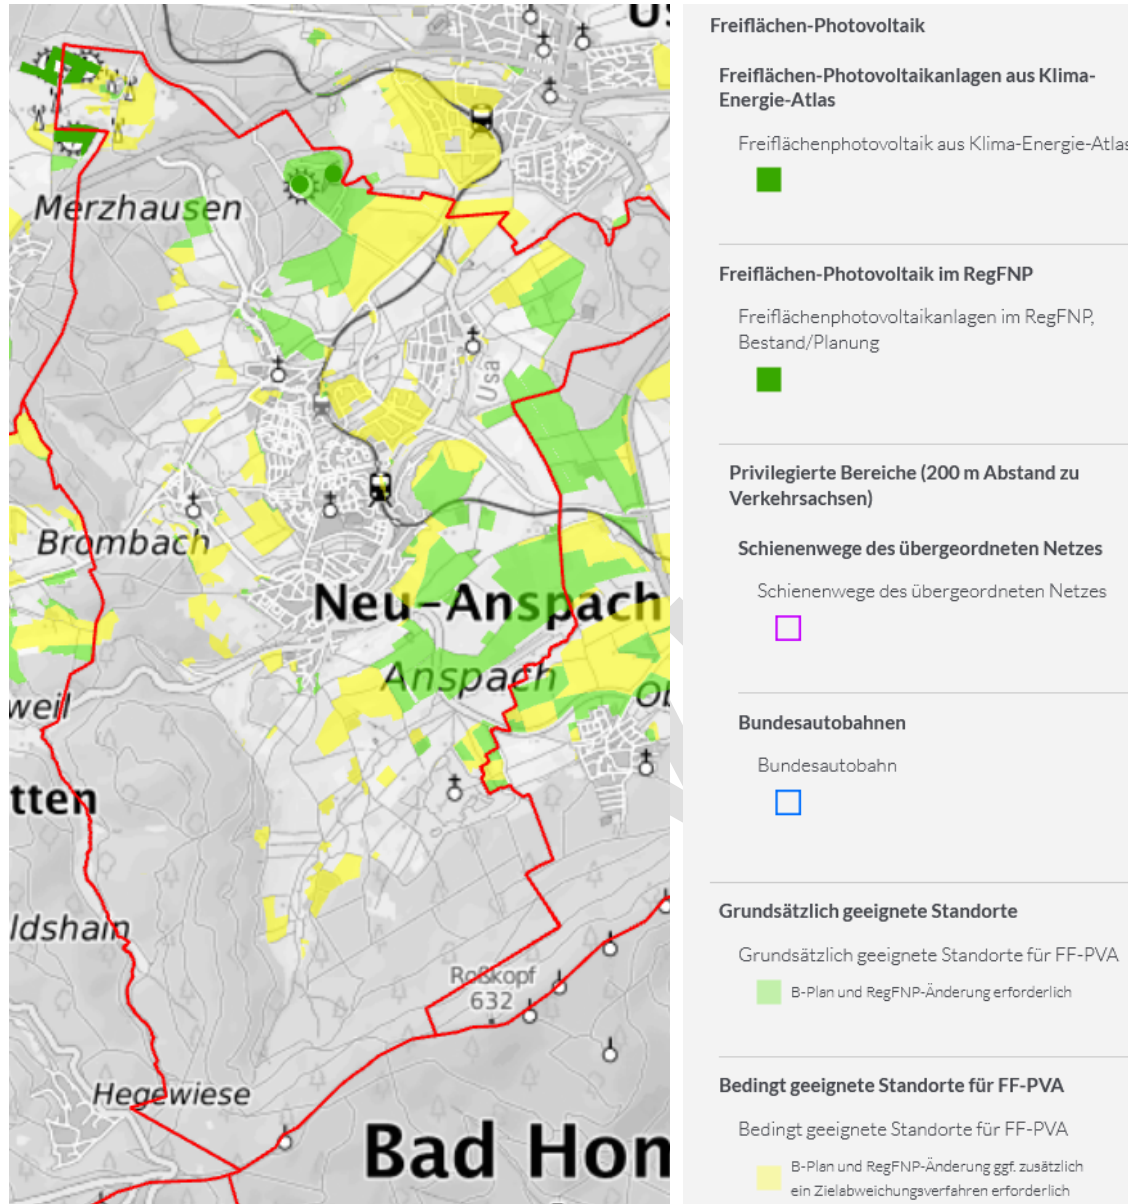 Us
Merzhausen
Usa
Brombach
Neu-Anspach
Anspach
weil
Ob
tten
ldshain
Roßkopf
632
Hegewiese
Bad Hom
Freiflächen-Photovoltaik
Freiflächen-Photovoltaikanlagen aus Klima-
Energie-Atlas
Freiflächenphotovoltaik aus Klima-Energie-Atlas
Freiflächen-Photovoltaik im RegFNP
Freiflächenphotovoltaikanlagen im RegFNP,
Bestand/Planung
Privilegierte Bereiche (200 m Abstand zu
Verkehrsachsen)
Schienenwege des übergeordneten Netzes
Schienenwege des übergeordneten Netzes
Bundesautobahnen
Bundesautobahn
Grundsätzlich geeignete Standorte
Grundsätzlich geeignete Standorte für FF-PVA
B-Plan und RegFNP-Änderung erforderlich
Bedingt geeignete Standorte für FF-PVA
Bedingt geeignete Standorte für FF-PVA
B-Plan und RegFNP-Änderung ggf. zusätzlich
ein Zielabweichungsverfahren erforderlich